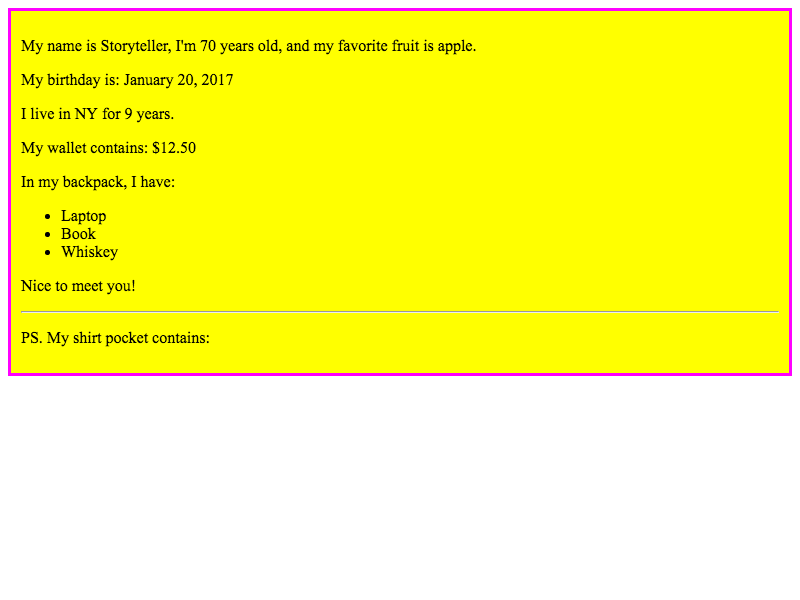 My name is Storyteller, I'm 70 years old, and my favorite fruit is apple.
My birthday is: January 20, 2017
I live in NY for 9 years.
My wallet contains: $12.50
In my backpack, I have:
• Laptop
• Book
• Whiskey
Nice to meet you!
PS. My shirt pocket contains: